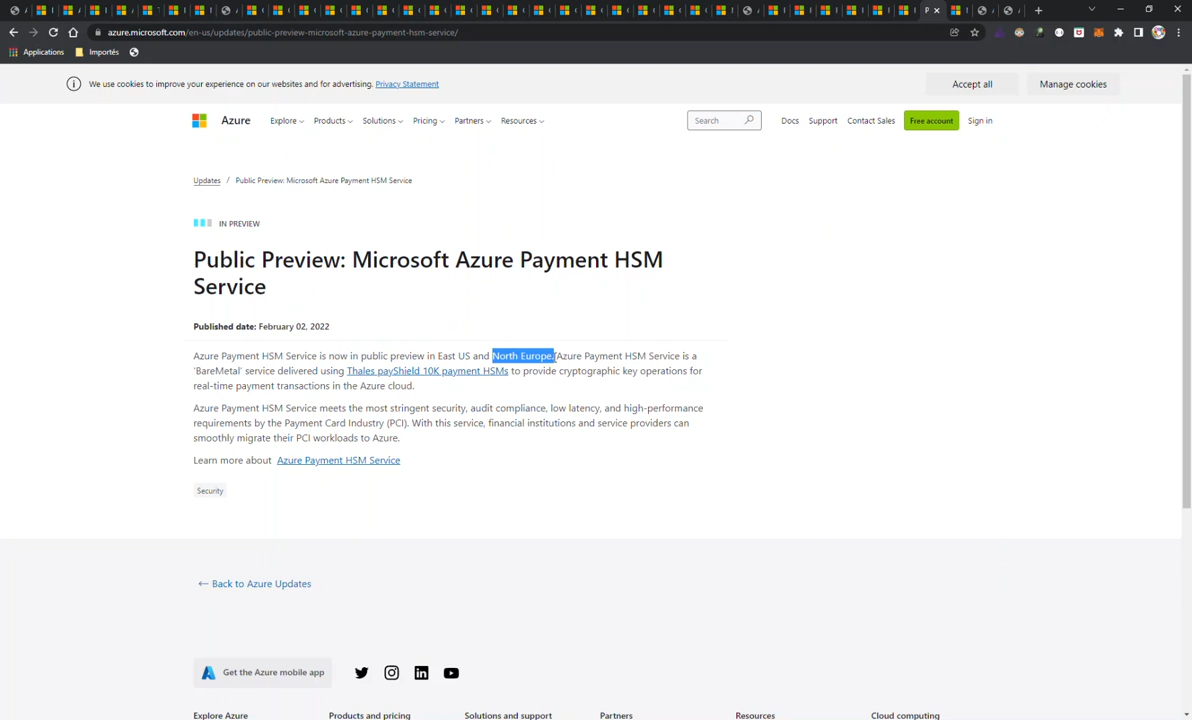 azure.microsoft.com/en-us/updates/public-preview-microsoft-azure-payment-hsm-service/
Applications Importés
We use cookies to improve your experience on our websites and for advertising. Privacy Statement Accept all Manage cookies
Azure Explore Products Solutions Pricing Partners Resources Search Docs Support Contact Sales Free account Sign in
Updates / Public Preview: Microsoft Azure Payment HSM Service
IN PREVIEW
Public Preview: Microsoft Azure Payment HSM
Service
Published date: February 02, 2022
Azure Payment HSM Service is now in public preview in East US and North Europe. Azure Payment HSM Service is a
'BareMetal' service delivered using Thales payShield 10K payment HSMs to provide cryptographic key operations for
real-time payment transactions in the Azure cloud.
Azure Payment HSM Service meets the most stringent security, audit compliance, low latency, and high-performance
requirements by the Payment Card Industry (PCI). With this service, financial institutions and service providers can
smoothly migrate their PCI workloads to Azure.
Learn more about Azure Payment HSM Service
Security
← Back to Azure Updates
Get the Azure mobile app
Explore Azure Products and pricing Solutions and support Partners Resources Cloud computing